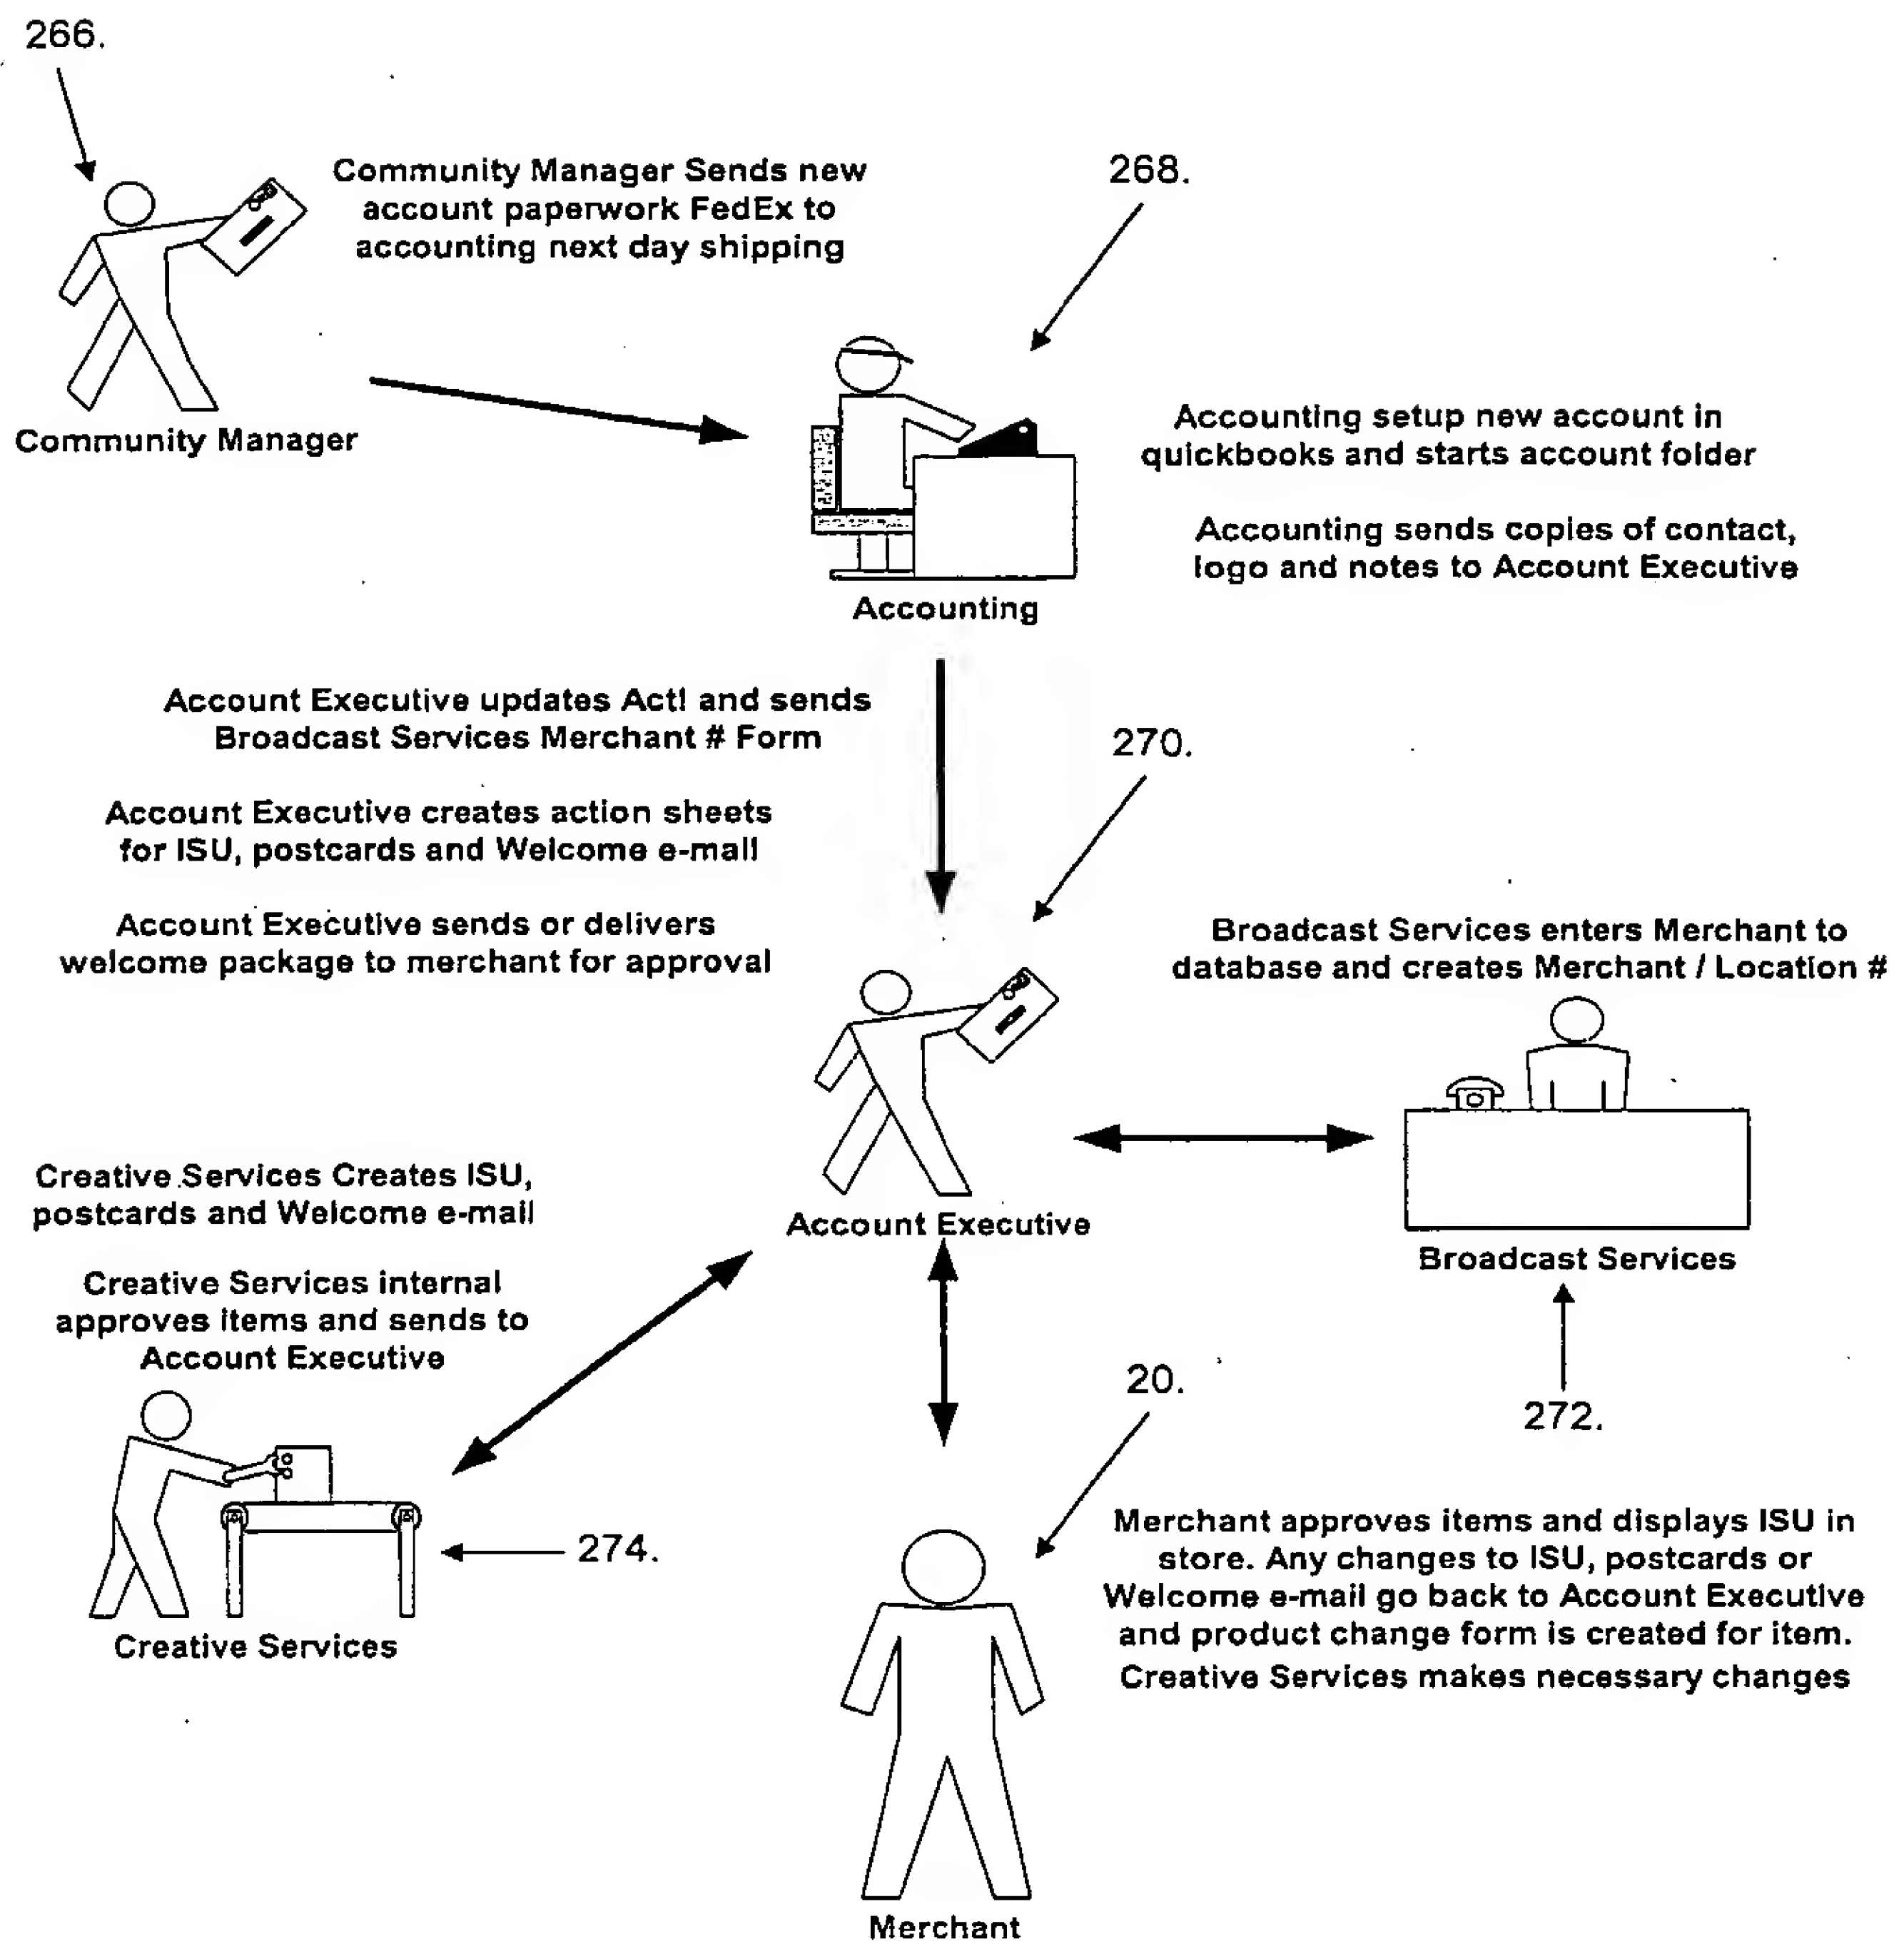 266.
Community Manager Sends new
account paperwork FedEx to
accounting next day shipping
268.
Community Manager
Accounting setup new account in
quickbooks and starts account folder
Accounting sends copies of contact,
logo and notes to Account Executive
Accounting
Account Executive updates Act! and sends
Broadcast Services Merchant # Form
270.
Account Executive creates action sheets
for ISU, postcards and Welcome e-mail
Account Executive sends or delivers
welcome package to merchant for approval
Broadcast Services enters Merchant to
database and creates Merchant / Location #
Creative Services Creates ISU,
postcards and Welcome e-mail
Account Executive
Broadcast Services
Creative Services internal
approves items and sends to
Account Executive
20.
272.
274.
Creative Services
Merchant approves items and displays ISU in
store. Any changes to ISU, postcards or
Welcome e-mail go back to Account Executive
and product change form is created for item.
Creative Services makes necessary changes
Merchant